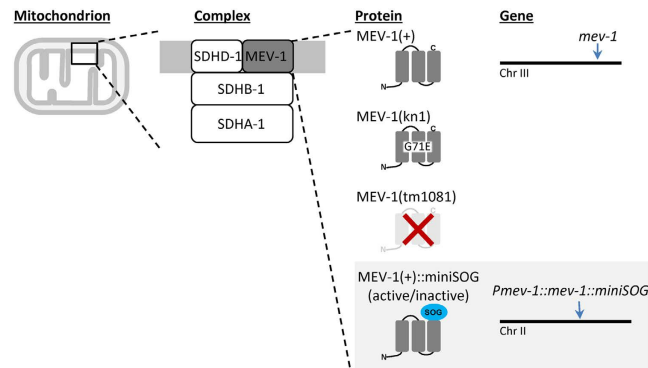 Mitochondrion
Complex
Protein
Gene
SDHD-1
MEV-1
SDHB-1
SDHA-1
MEV-1(+)
C
N
mev-1
Chr III
MEV-1(kn1)
C
G71E
N
MEV-1(tm1081)
C
N
MEV-1(+)::miniSOG
(active/inactive)
SOG
N
Pmev-1::mev-1::miniSOG
Chr II